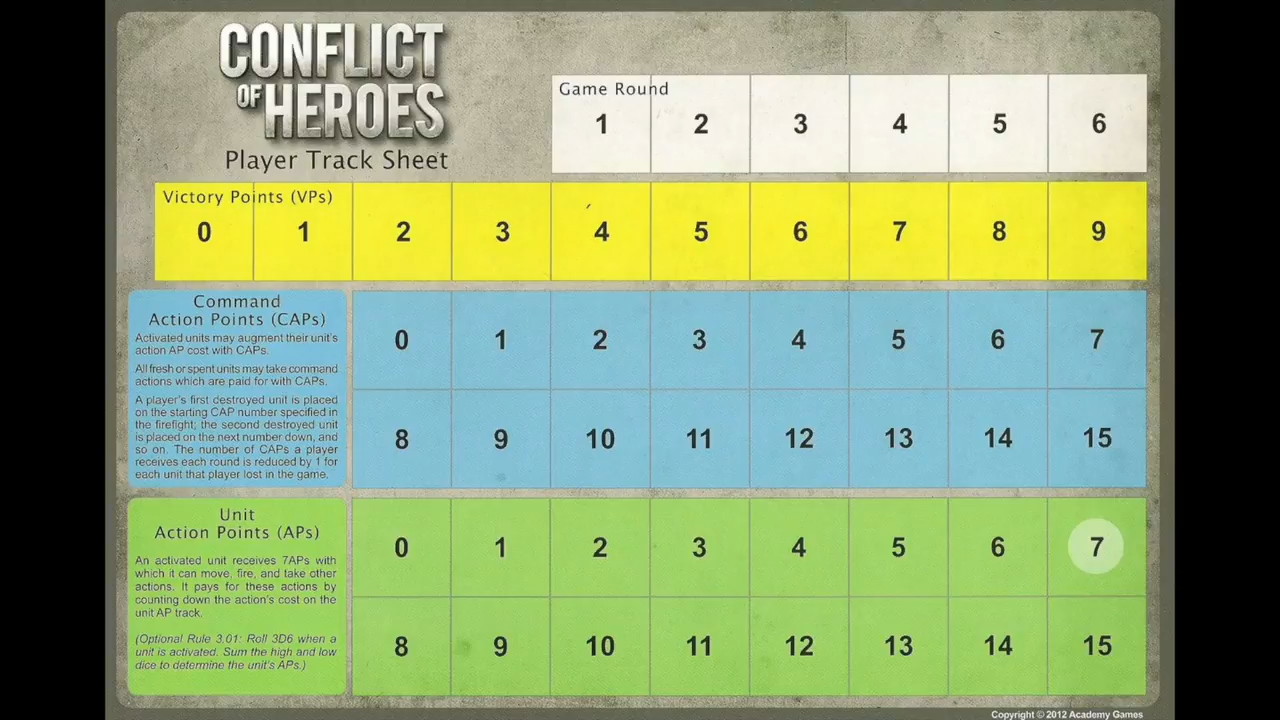 CONFLICT
OF HEROES
Player Track Sheet
Game Round
1 2 3 4 5 6
Victory Points (VPs)
0 1 2 3 4 5 6 7 8 9
Command
Action Points (CAPs)
Activated units may augment their unit's
action AP cost with CAPs.
All fresh or spent units may take command
actions which are paid for with CAPs.
A player's first destroyed unit is placed
on the starting CAP number specified in
the firefight; the second destroyed unit
is placed on the next number down, and
so on. The number of CAPs a player
receives each round is reduced by 1 for
each unit that player lost in the game.
0 1 2 3 4 5 6 7
8 9 10 11 12 13 14 15
Unit
Action Points (APs)
An activated unit receives 7APs with
which it can move, fire, and take other
actions. It pays for these actions by
counting down the action's cost on the
unit AP track.
(Optional Rule 3.01: Roll 3D6 when a
unit is activated. Sum the high and low
dice to determine the unit's APs.)
0 1 2 3 4 5 6 7
8 9 10 11 12 13 14 15
Copyright © 2012 Academy Games